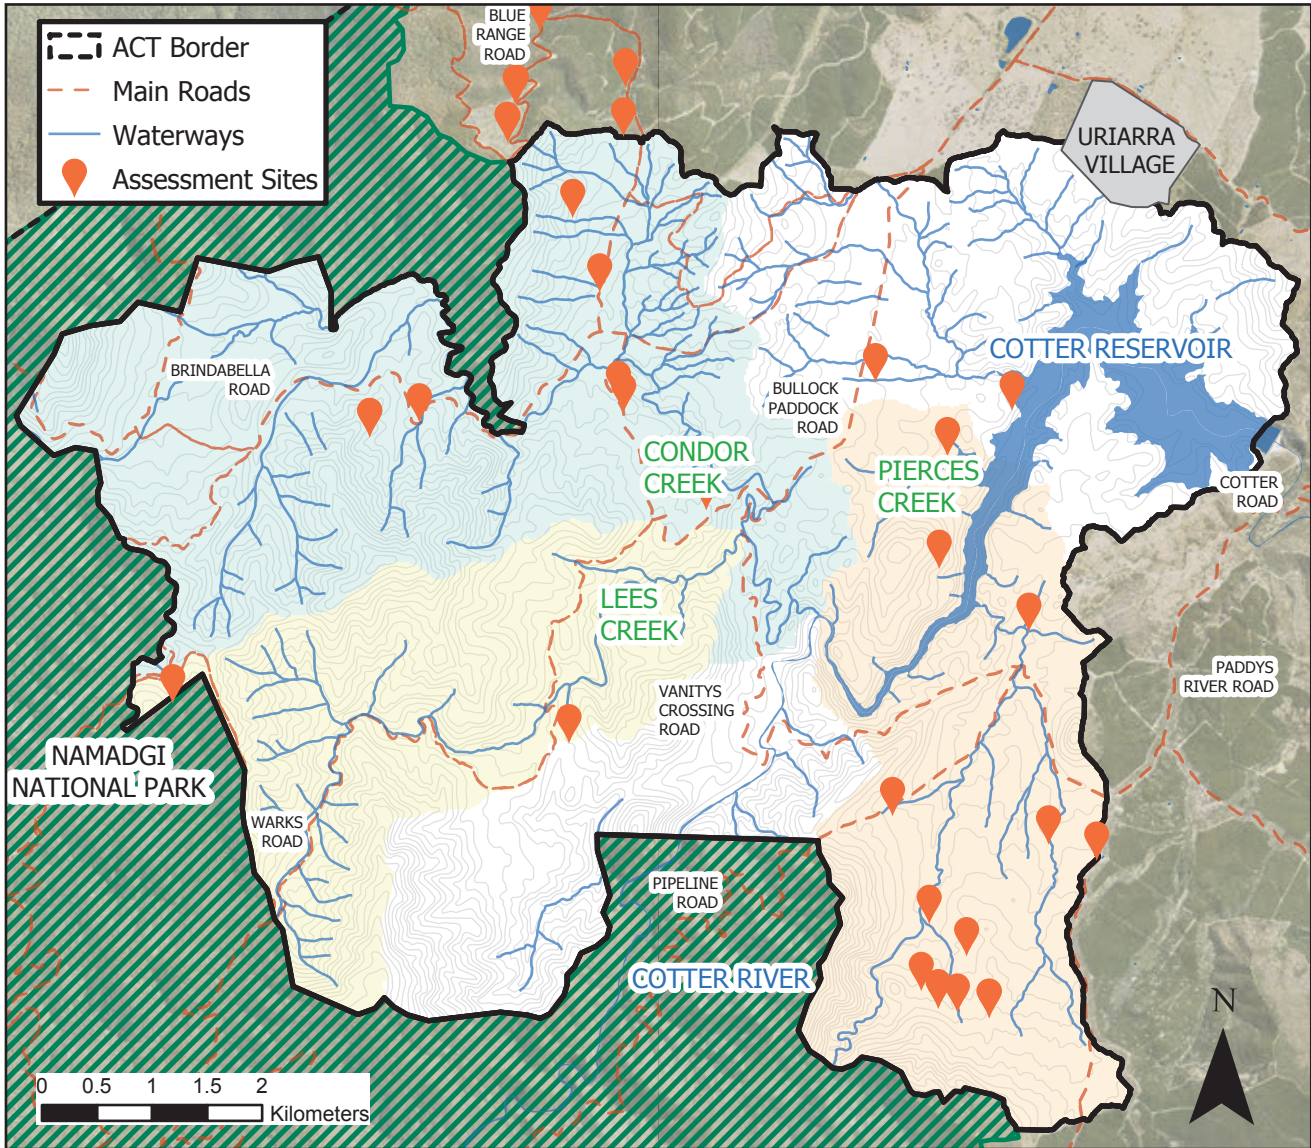 ACT Border
Main Roads
Waterways
Assessment Sites
BLUE
RANGE
ROAD
URIARRA
VILLAGE
BRINDABELLA
ROAD
COTTER RESERVOIR
BULLOCK
PADDOCK
ROAD
CONDOR
CREEK
PIERCES
CREEK
COTTER
ROAD
LEES
CREEK
PADDYS
RIVER ROAD
VANITYS
CROSSING
ROAD
NAMADGI
NATIONAL PARK
WARKS
ROAD
PIPELINE
ROAD
COTTER RIVER
N
0 0.5 1 1.5 2
Kilometers